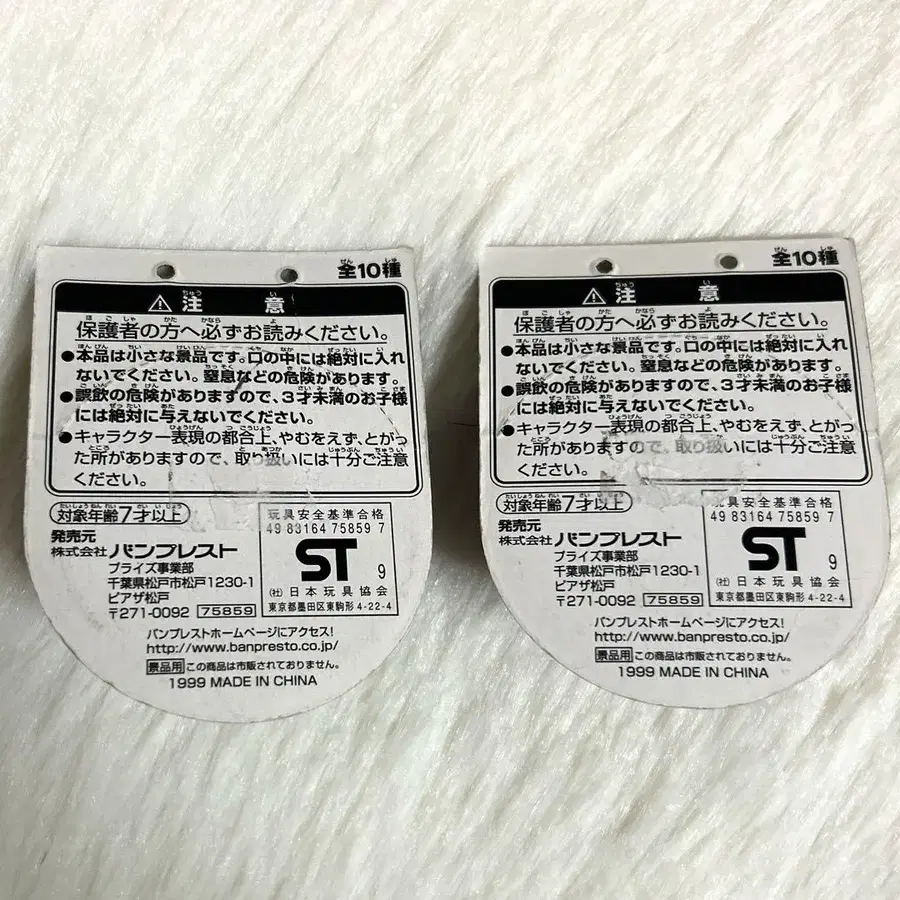 全10種
注意
保護者の方へ必ずお読みください。
●本品は小さな景品です。口の中には絶対に入れ
ないでください。窒息などの危険があります。
●誤飲の危険がありますので、3才未満のお子様
には絶対に与えないでください。
●キャラクター表現の都合上、やむをえず、とがっ
た所がありますので、取り扱いには十分ご注意
ください。
対象年齢7才以上
発売元
株式会社バンプレスト
プライズ事業部
千葉県松戸市松戸1230-1
ピアザ松戸
〒271-0092 75859
玩具安全基準合格
49 83164 75859 7
ST 9
(社)日本玩具協会
東京都墨田区東駒形4-22-4
バンプレストホームページにアクセス!
http://www.banpresto.co.jp/
景品用 この商品は市販されておりません。
1999 MADE IN CHINA
全10種
注意
保護者の方へ必ずお読みください。
●本品は小さな景品です。口の中には絶対に入れ
ないでください。窒息などの危険があります。
●誤飲の危険がありますので、3才未満のお子様
には絶対に与えないでください。
●キャラクター表現の都合上、やむをえず、とがっ
た所がありますので、取り扱いには十分ご注意
ください。
対象年齢7才以上
発売元
株式会社バンプレスト
プライズ事業部
千葉県松戸市松戸1230-1
ピアザ松戸
〒271-0092 75859
玩具安全基準合格
49 83164 75859 7
ST 9
(社)日本玩具協会
東京都墨田区東駒形4-22-4
バンプレストホームページにアクセス!
http://www.banpresto.co.jp/
景品用 この商品は市販されておりません。
1999 MADE IN CHINA